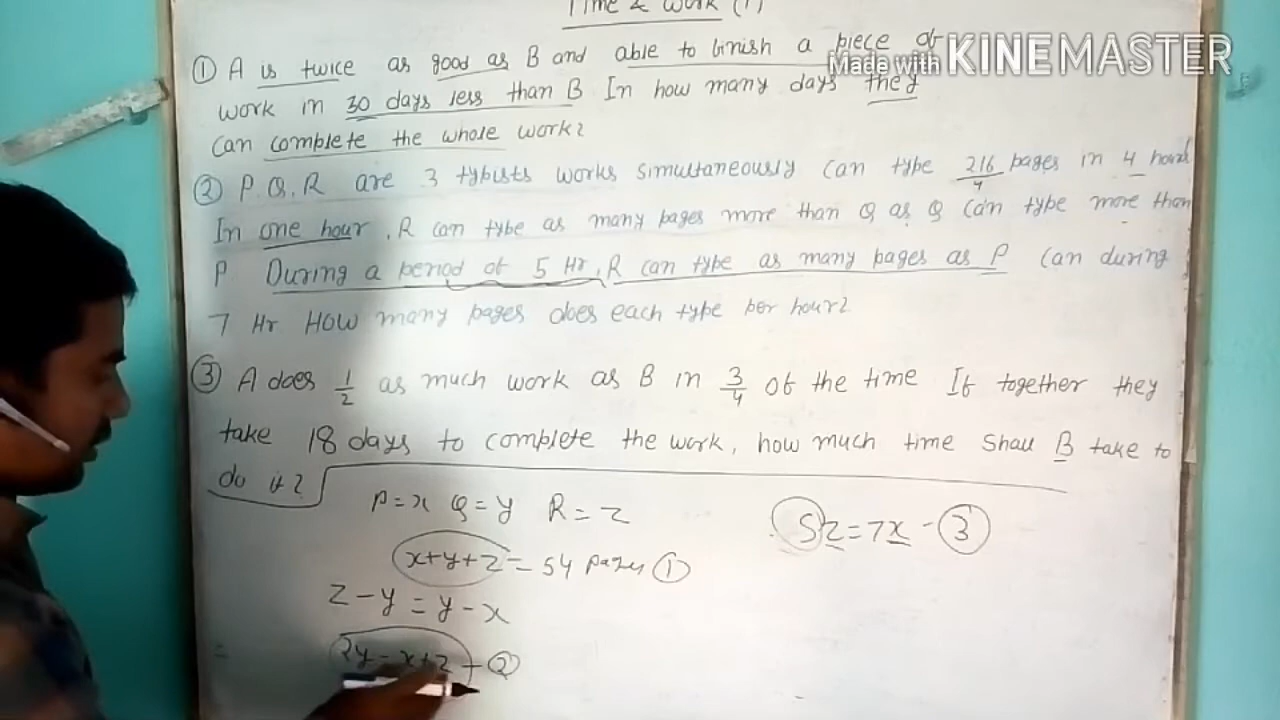 Time & Work (1)
Made with KINEMASTER
① A is twice as good as B and able to finish a piece of
work in 30 days less than B In how many days they
can complete the whole work?
② P.Q.R are 3 typists works simultaneously can type 216/4 pages in 4 hours
In one hour, R can type as many pages more than Q as Q can type more than
P During a period of 5 Hr, R can type as many pages as P can during
7 Hr How many pages does each type per hour?
③ A does 1/2 as much work as B in 3/4 of the time If together they
take 18 days to complete the work, how much time shall B take to
do it?
P=x Q=y R=z
5z=7x-③
x+y+z=54 pages ①
z-y=y-x
2y-x+z-②
=